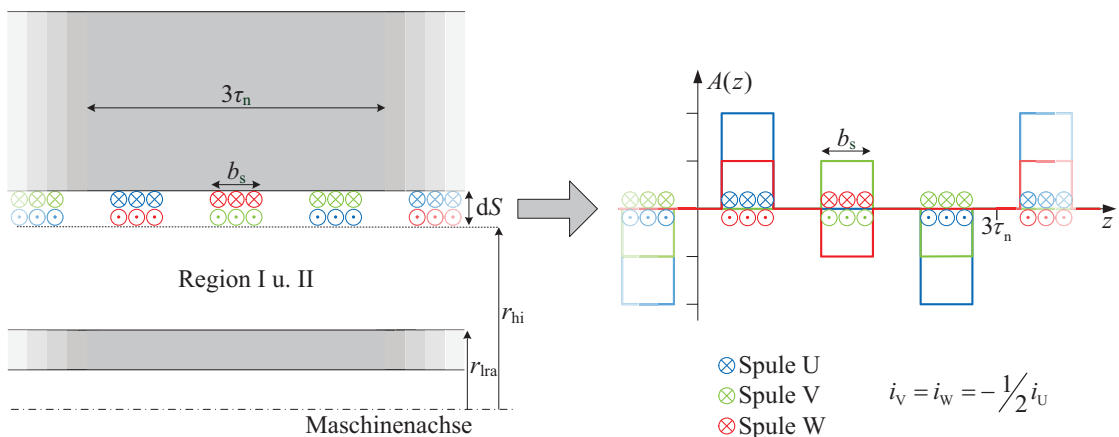 3τn
bs
dS
Region I u. II
rhi
rlra
Maschinenachse
A(z)
bs
3τn
z
Spule U
Spule V
Spule W
iV = iW = −1/2 iU